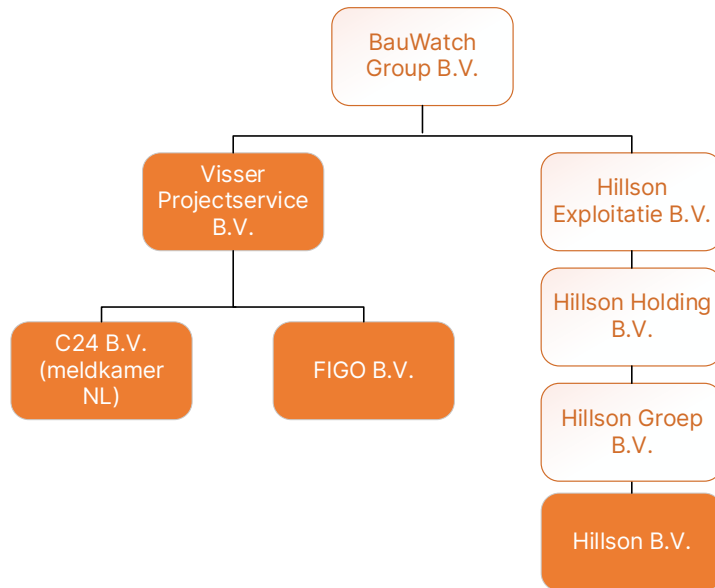 BauWatch
Group B.V.
Visser
Projectservice
B.V.
Hillson
Exploitatie B.V.
C24 B.V.
(meldkamer
NL)
FIGO B.V.
Hillson Holding
B.V.
Hillson Groep
B.V.
Hillson B.V.